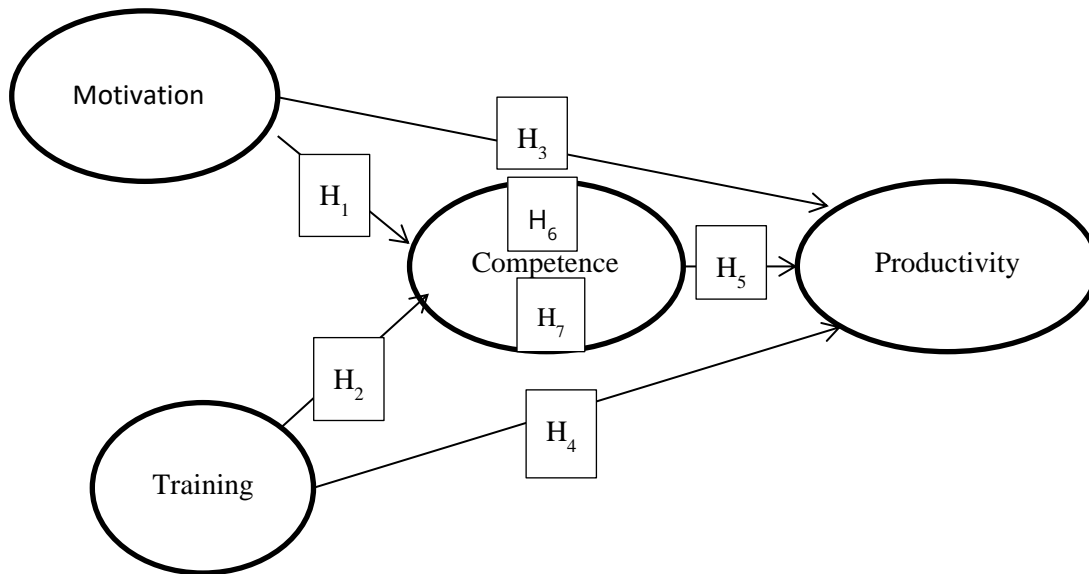 Motivation
H₃
H₁
H₆
Competence
H₅
Productivity
H₇
H₂
H₄
Training